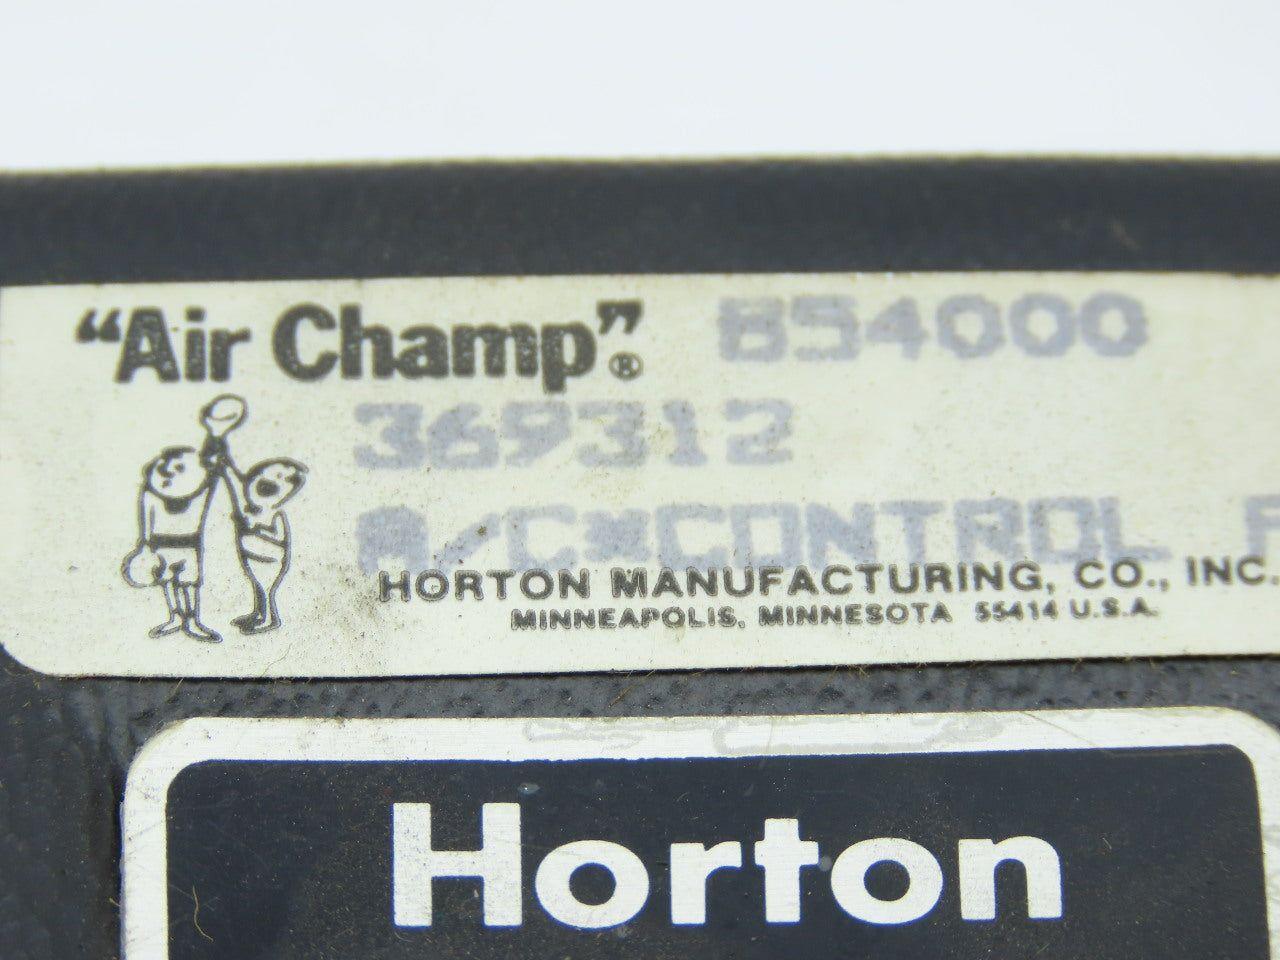 "Air Champ"® 854000
369312
A/C*CONTROL
HORTON MANUFACTURING, CO., INC.
MINNEAPOLIS, MINNESOTA 55414 U.S.A.
Horton